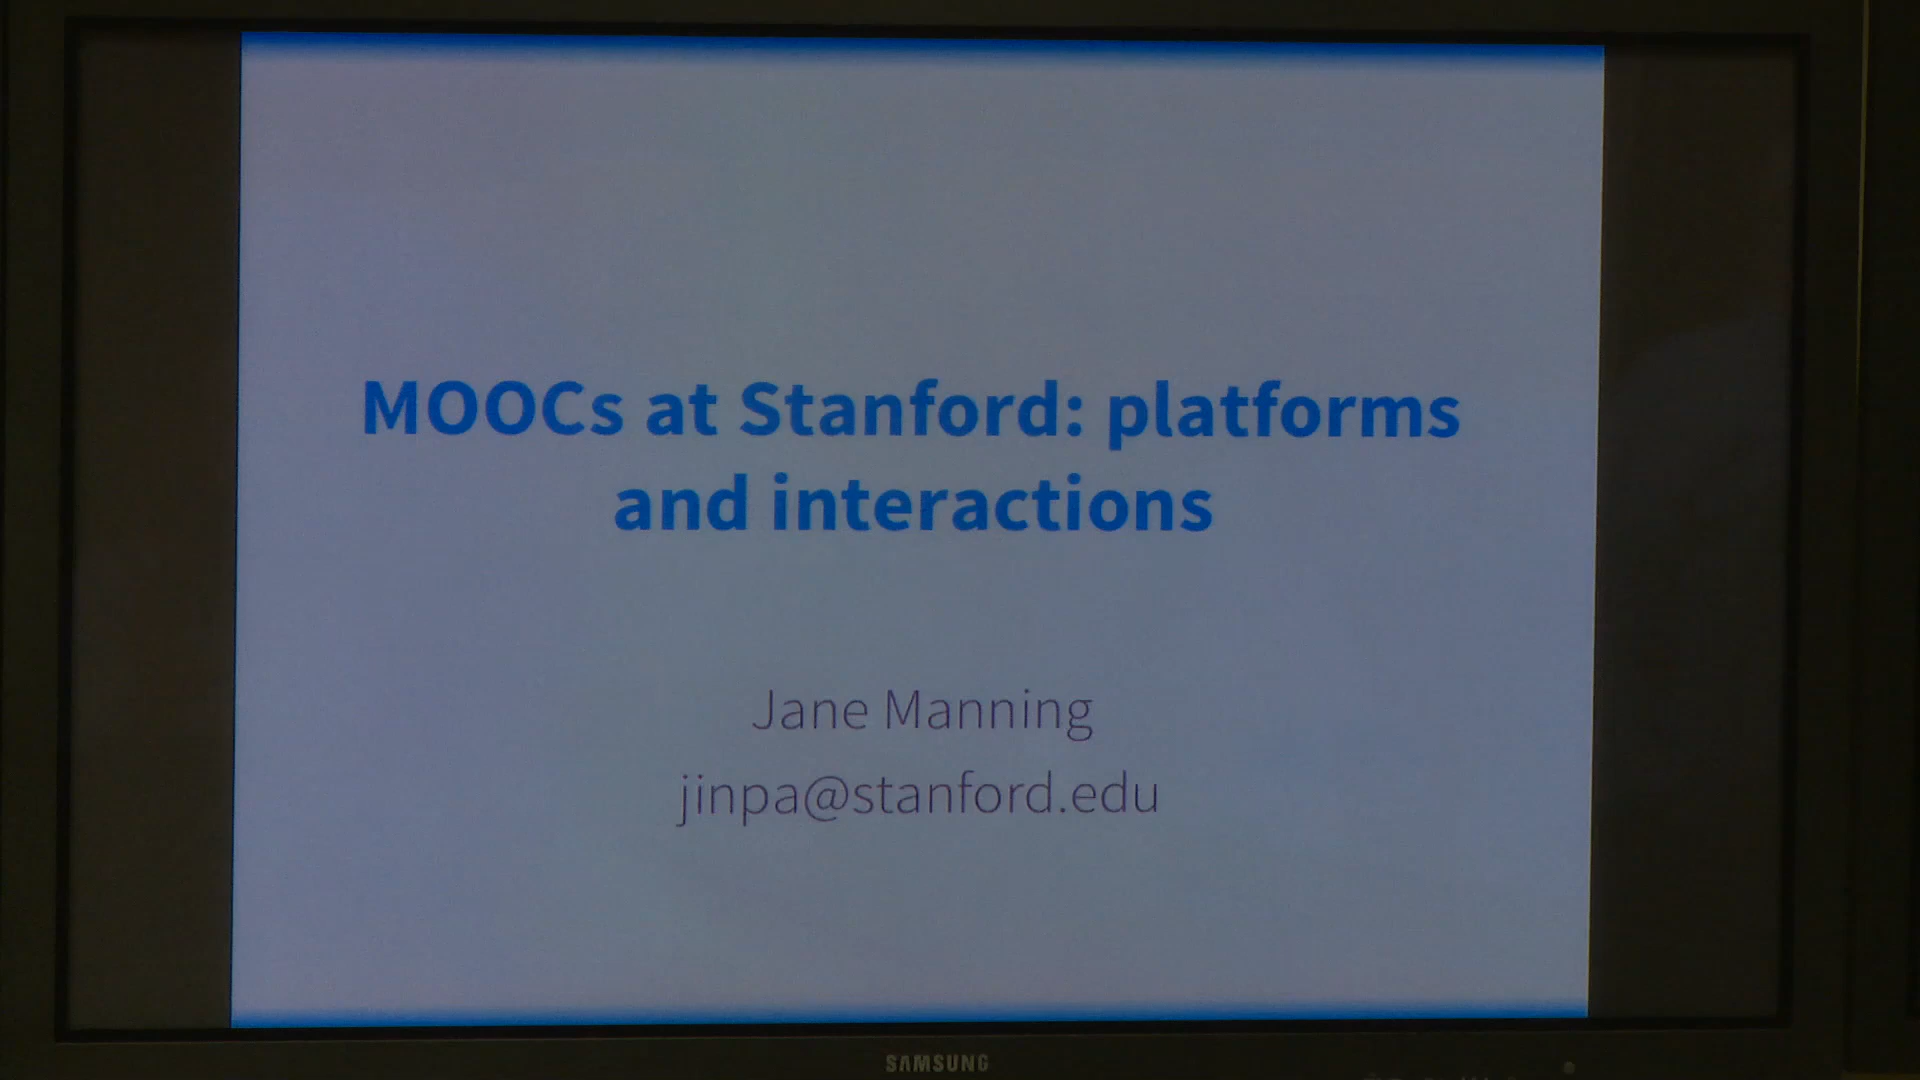 MOOCs at Stanford: platforms
and interactions
Jane Manning
jinpa@stanford.edu
SAMSUNG